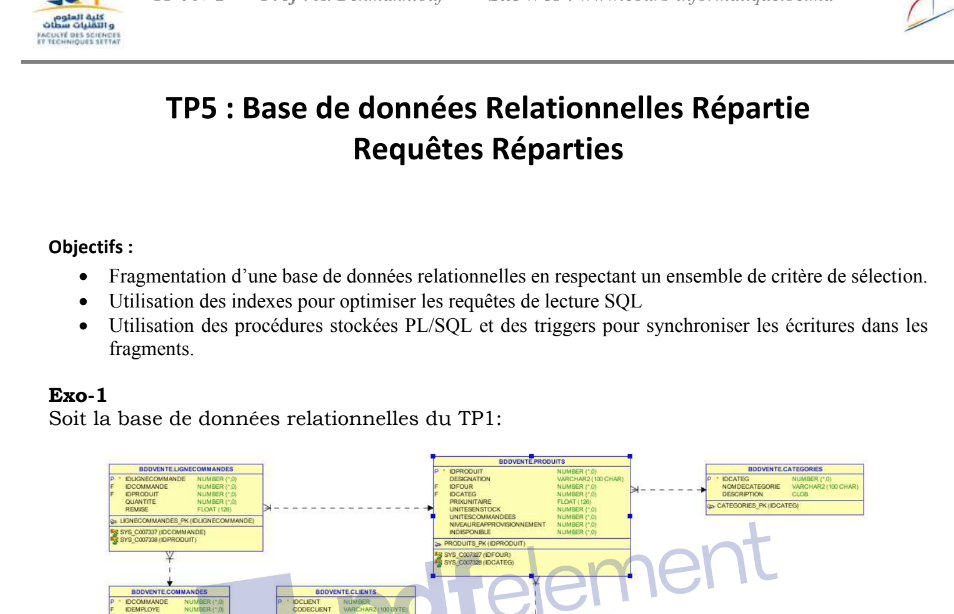 كلية العلوم
و التقنيات سطات
FACULTÉ DES SCIENCES
ET TECHNIQUES SETTAT
TP5 : Base de données Relationnelles Répartie
Requêtes Réparties
Objectifs :
• Fragmentation d’une base de données relationnelles en respectant un ensemble de critère de sélection.
• Utilisation des indexes pour optimiser les requêtes de lecture SQL
• Utilisation des procédures stockées PL/SQL et des triggers pour synchroniser les écritures dans les
fragments.
Exo-1
Soit la base de données relationnelles du TP1:
BDDVENTE.LIGNECOMMANDES
P * IDLIGNECOMMANDE NUMBER (*,0)
F IDCOMMANDE NUMBER (*,0)
F IDPRODUIT NUMBER (*,0)
QUANTITE NUMBER (*,0)
REMISE FLOAT (126)
LIGNECOMMANDES_PK (IDLIGNECOMMANDE)
SYS_C007337 (IDCOMMANDE)
SYS_C007338 (IDPRODUIT)
BDDVENTE.PRODUITS
P * IDPRODUIT NUMBER (*,0)
DESIGNATION VARCHAR2 (100 CHAR)
F IDFOUR NUMBER (*,0)
F IDCATEG NUMBER (*,0)
PRIXUNITAIRE FLOAT (126)
UNITESENSTOCK NUMBER (*,0)
UNITESCOMMANDEES NUMBER (*,0)
NIVEAUREAPPROVISIONNEMENT NUMBER (*,0)
INDISPONIBLE NUMBER (*,0)
PRODUITS_PK (IDPRODUIT)
SYS_C007327 (IDFOUR)
SYS_C007328 (IDCATEG)
BDDVENTE.CATEGORIES
P * IDCATEG NUMBER (*,0)
NOMDECATEGORIE VARCHAR2 (100 CHAR)
DESCRIPTION CLOB
CATEGORIES_PK (IDCATEG)
BDDVENTE.COMMANDES
P * IDCOMMANDE NUMBER (*,0)
F IDEMPLOYE NUMBER (*,0)
BDDVENTE.CLIENTS
P * IDCLIENT NUMBER
CODECLIENT VARCHAR2 (100 BYTE)
pdfelement